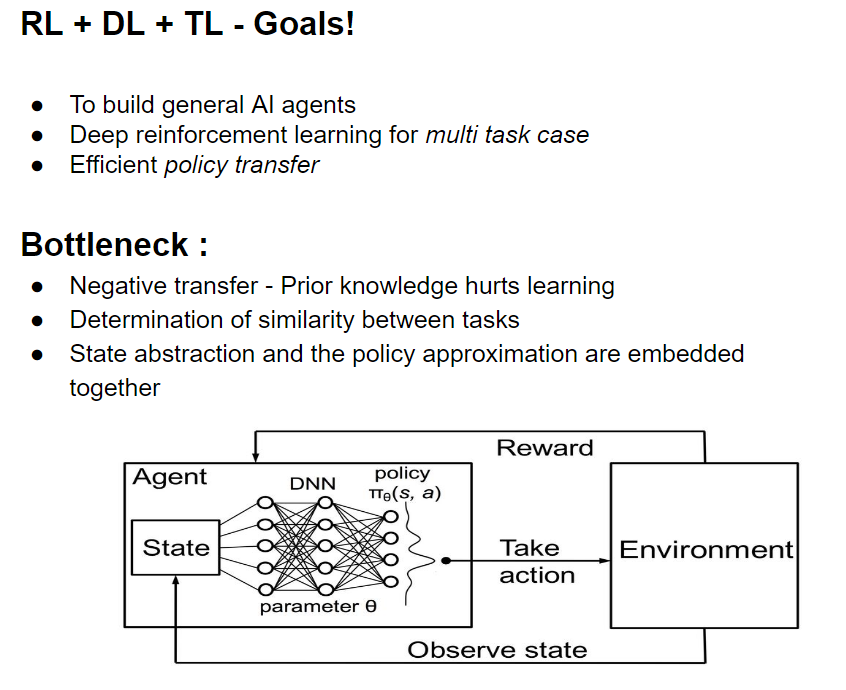 RL + DL + TL - Goals!
● To build general AI agents
● Deep reinforcement learning for multi task case
● Efficient policy transfer
Bottleneck :
● Negative transfer - Prior knowledge hurts learning
● Determination of similarity between tasks
● State abstraction and the policy approximation are embedded
together
Reward
Agent
DNN
policy
πθ(s, a)
State
Take
action
Environment
parameter θ
Observe state